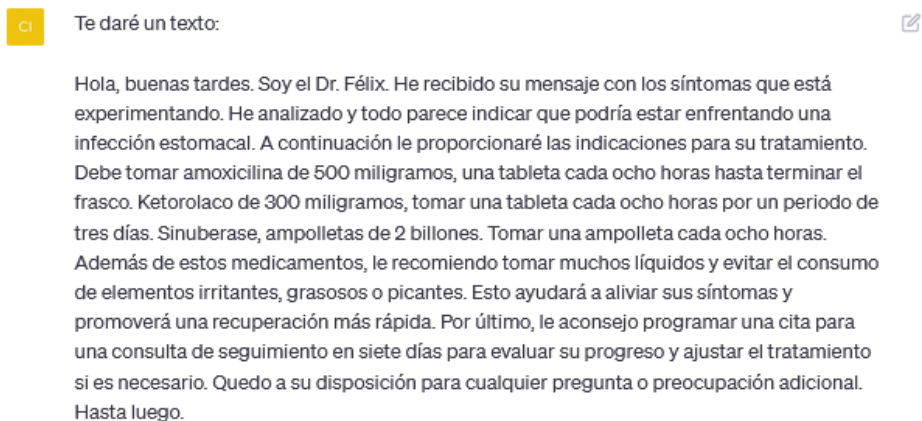 CI
Te daré un texto:
Hola, buenas tardes. Soy el Dr. Félix. He recibido su mensaje con los síntomas que está
experimentando. He analizado y todo parece indicar que podría estar enfrentando una
infección estomacal. A continuación le proporcionaré las indicaciones para su tratamiento.
Debe tomar amoxicilina de 500 miligramos, una tableta cada ocho horas hasta terminar el
frasco. Ketorolaco de 300 miligramos, tomar una tableta cada ocho horas por un periodo de
tres días. Sinuberase, ampolletas de 2 billones. Tomar una ampolleta cada ocho horas.
Además de estos medicamentos, le recomiendo tomar muchos líquidos y evitar el consumo
de elementos irritantes, grasosos o picantes. Esto ayudará a aliviar sus síntomas y
promoverá una recuperación más rápida. Por último, le aconsejo programar una cita para
una consulta de seguimiento en siete días para evaluar su progreso y ajustar el tratamiento
si es necesario. Quedo a su disposición para cualquier pregunta o preocupación adicional.
Hasta luego.